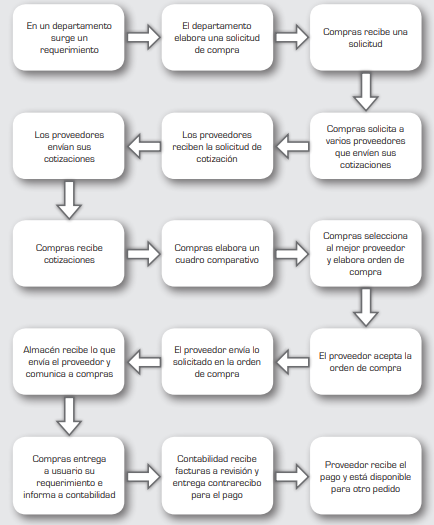 En un departamento
surge un
requerimiento
El departamento
elabora una solicitud
de compra
Compras recibe una
solicitud
Compras solicita a
varios proveedores
que envíen sus
cotizaciones
Los proveedores
reciben la solicitud de
cotización
Los proveedores
envían sus
cotizaciones
Compras recibe
cotizaciones
Compras elabora un
cuadro comparativo
Compras selecciona
al mejor proveedor
y elabora orden de
compra
El proveedor acepta la
orden de compra
El proveedor envía lo
solicitado en la orden
de compra
Almacén recibe lo que
envía el proveedor y
comunica a compras
Compras entrega
a usuario su
requerimiento e
informa a contabilidad
Contabilidad recibe
facturas a revisión y
entrega contrarecibo
para el pago
Proveedor recibe el
pago y está disponible
para otro pedido